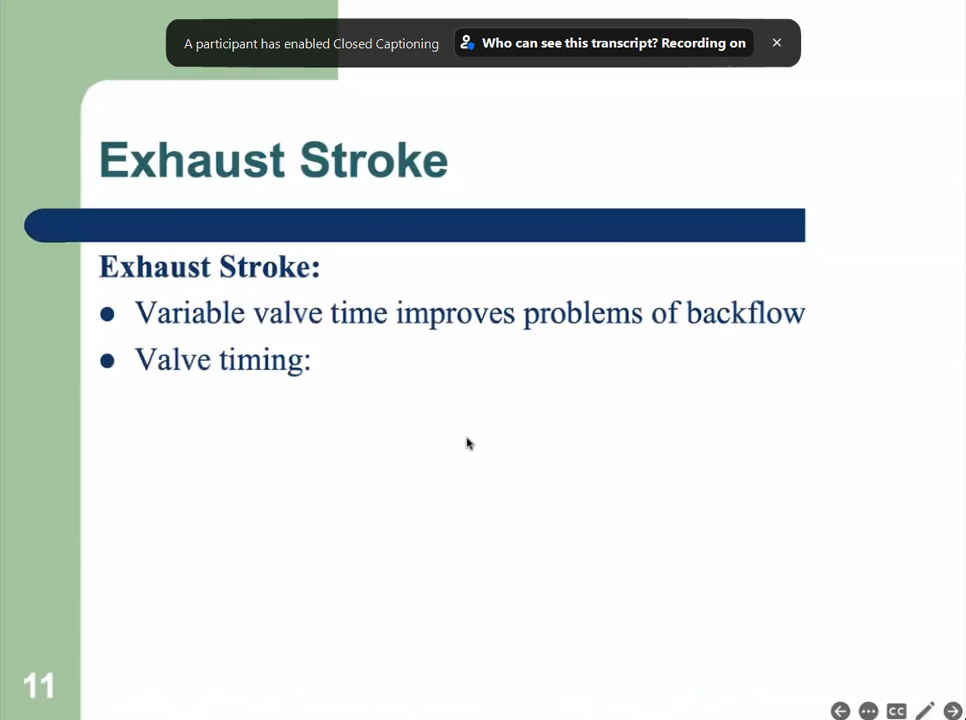 A participant has enabled Closed Captioning Who can see this transcript? Recording on
Exhaust Stroke
Exhaust Stroke:
● Variable valve time improves problems of backflow
● Valve timing:
11
CC